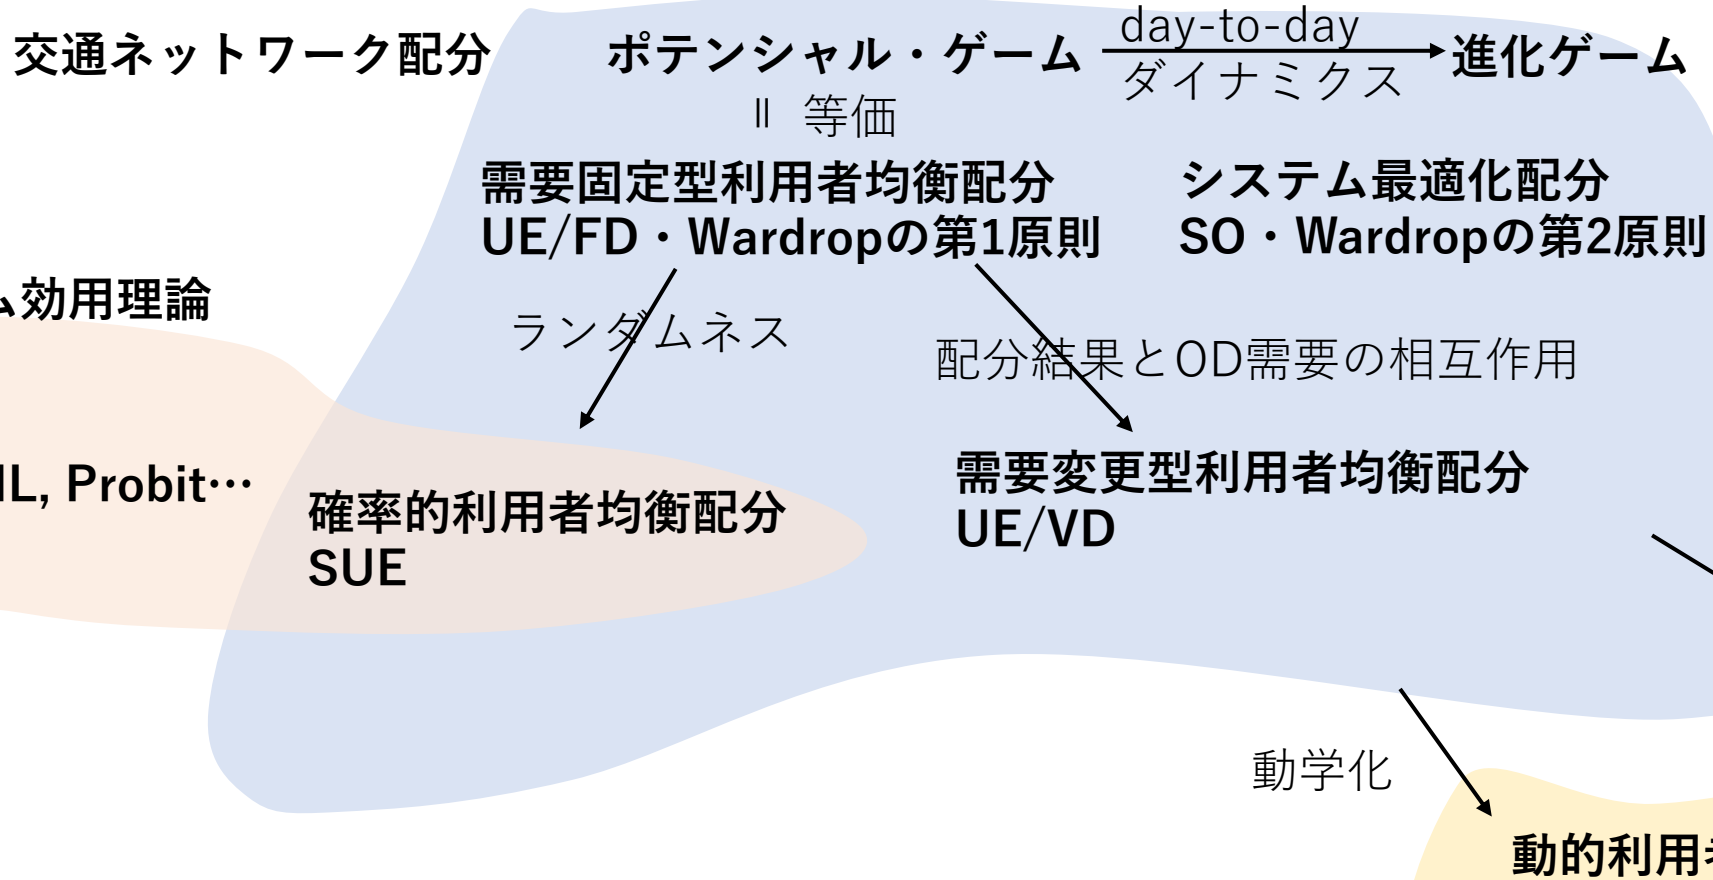 交通ネットワーク配分
ポテンシャル・ゲーム
day-to-day
ダイナミクス
進化ゲーム
॥ 等価
需要固定型利用者均衡配分
UE/FD・Wardropの第1原則
システム最適化配分
SO・Wardropの第2原則
ム効用理論
ランダムネス
配分結果とOD需要の相互作用
IL, Probit…
確率的利用者均衡配分
SUE
需要変更型利用者均衡配分
UE/VD
動学化
動的利用者